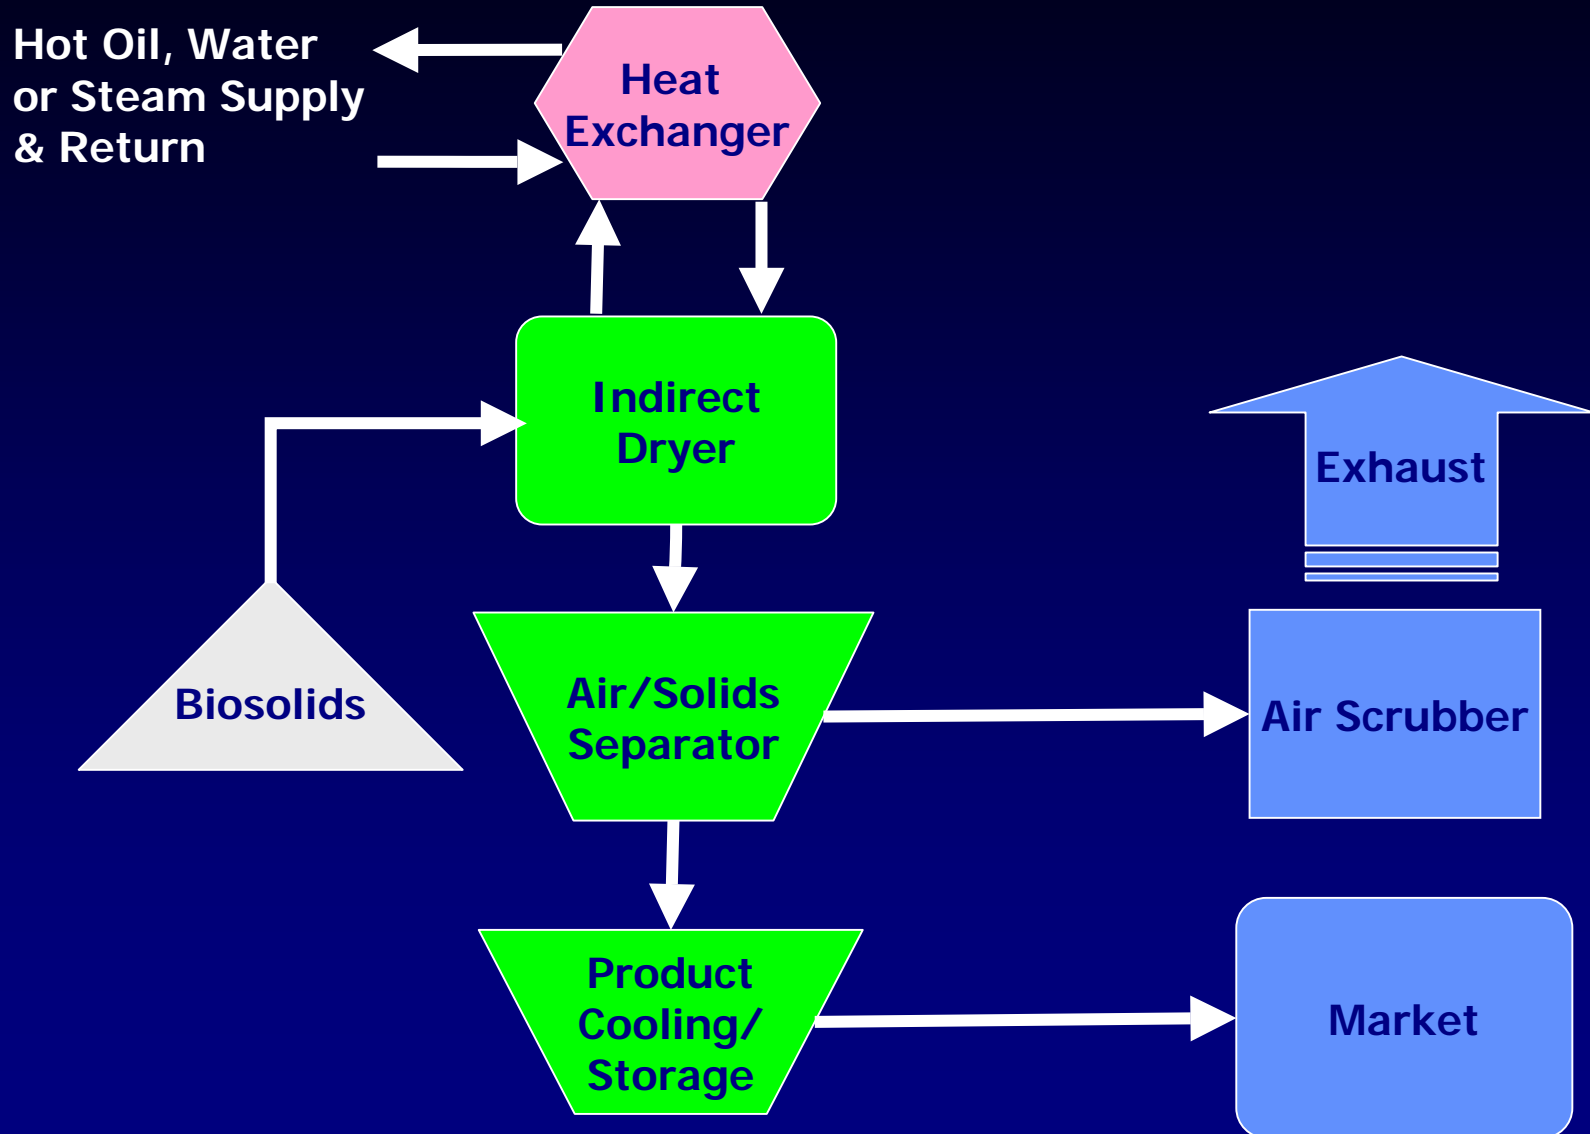 Hot Oil, Water
or Steam Supply
& Return
Heat
Exchanger
Indirect
Dryer
Exhaust
Biosolids
Air/Solids
Separator
Air Scrubber
Product
Cooling/
Storage
Market